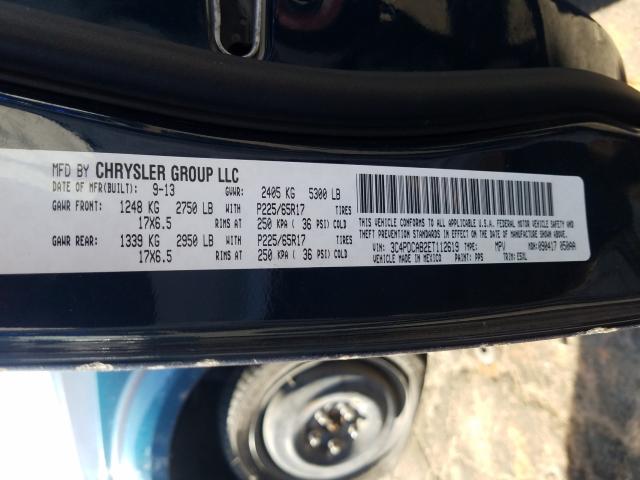 MFD BY CHRYSLER GROUP LLC
DATE OF MFR(BUILT): 9-13 GVWR: 2405 KG 5300 LB
GAWR FRONT: 1248 KG 2750 LB WITH P225/65R17 TIRES
17X6.5 RIMS AT 250 KPA ( 36 PSI) COLD
GAWR REAR: 1339 KG 2950 LB WITH P225/65R17 TIRES
17X6.5 RIMS AT 250 KPA ( 36 PSI) COLD
THIS VEHICLE CONFORMS TO ALL APPLICABLE U.S.A. FEDERAL MOTOR VEHICLE SAFETY AND
THEFT PREVENTION STANDARDS IN EFFECT ON THE DATE OF MANUFACTURE SHOWN ABOVE.
VIN: 3C4PDCAB2ET112619 TYPE: MPV MDH:090417 050AA
VEHICLE MADE IN MEXICO PAINT: PPS TRIM:E5XL